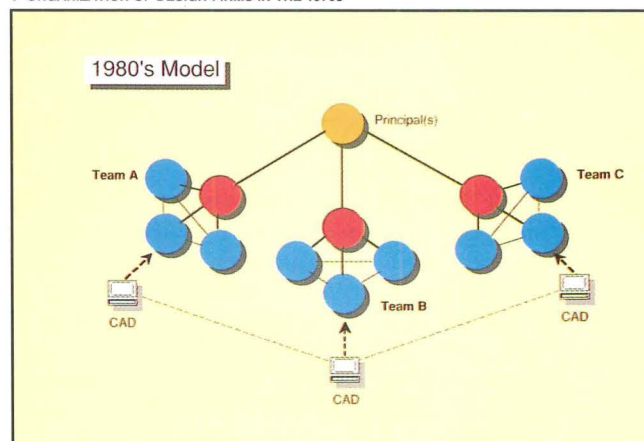 1980's Model
Principal(s)
Team A
Team C
Team B
CAD
CAD
CAD